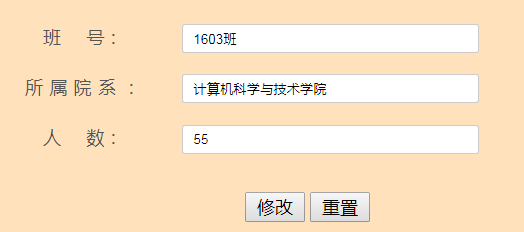 班 号： 1603班
所属院系： 计算机科学与技术学院
人 数： 55
修改 重置